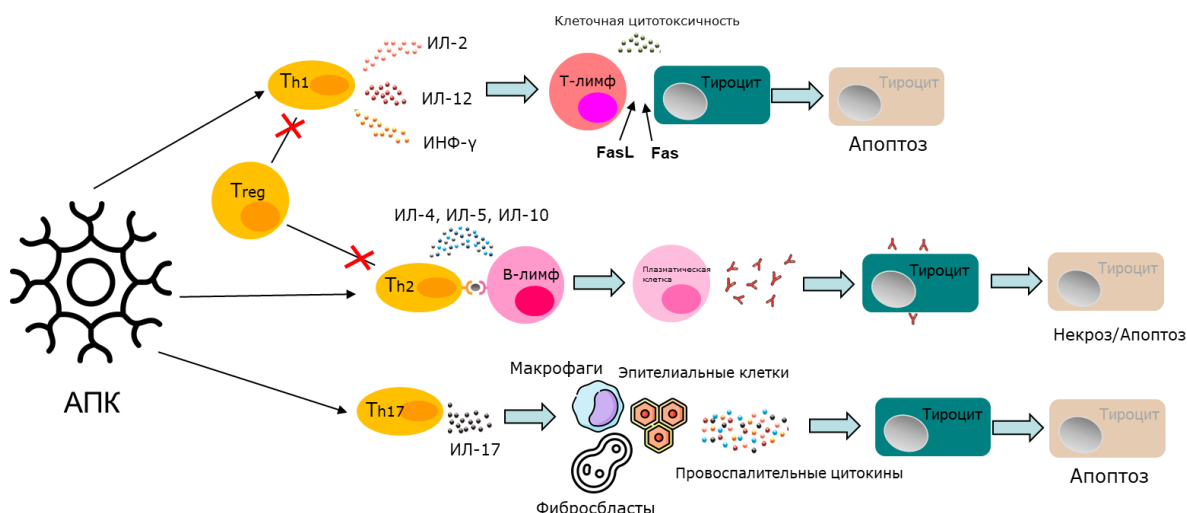 Клеточная цитотоксичность
ИЛ-2
Th1
ИЛ-12
ИНФ-γ
Т-лимф
Тироцит
Тироцит
FasL
Fas
Апоптоз
Treg
ИЛ-4, ИЛ-5, ИЛ-10
Th2
В-лимф
Плазматическая
клетка
Тироцит
Тироцит
Некроз/Апоптоз
АПК
Макрофаги
Эпителиальные клетки
Th17
ИЛ-17
Провоспалительные цитокины
Фибросбласты
Тироцит
Тироцит
Апоптоз